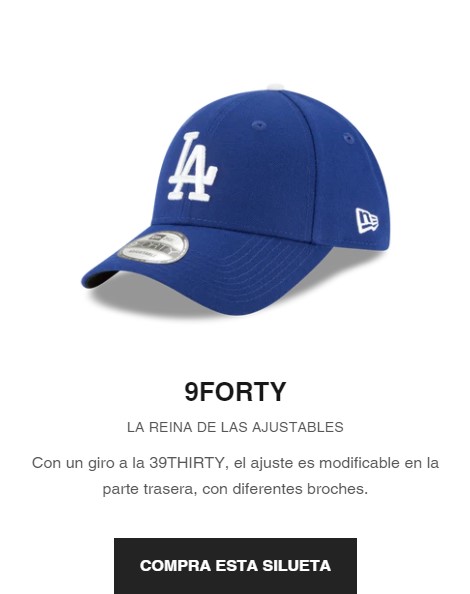 LA
9FORTY
LA REINA DE LAS AJUSTABLES
Con un giro a la 39THIRTY, el ajuste es modificable en la
parte trasera, con diferentes broches.
COMPRA ESTA SILUETA